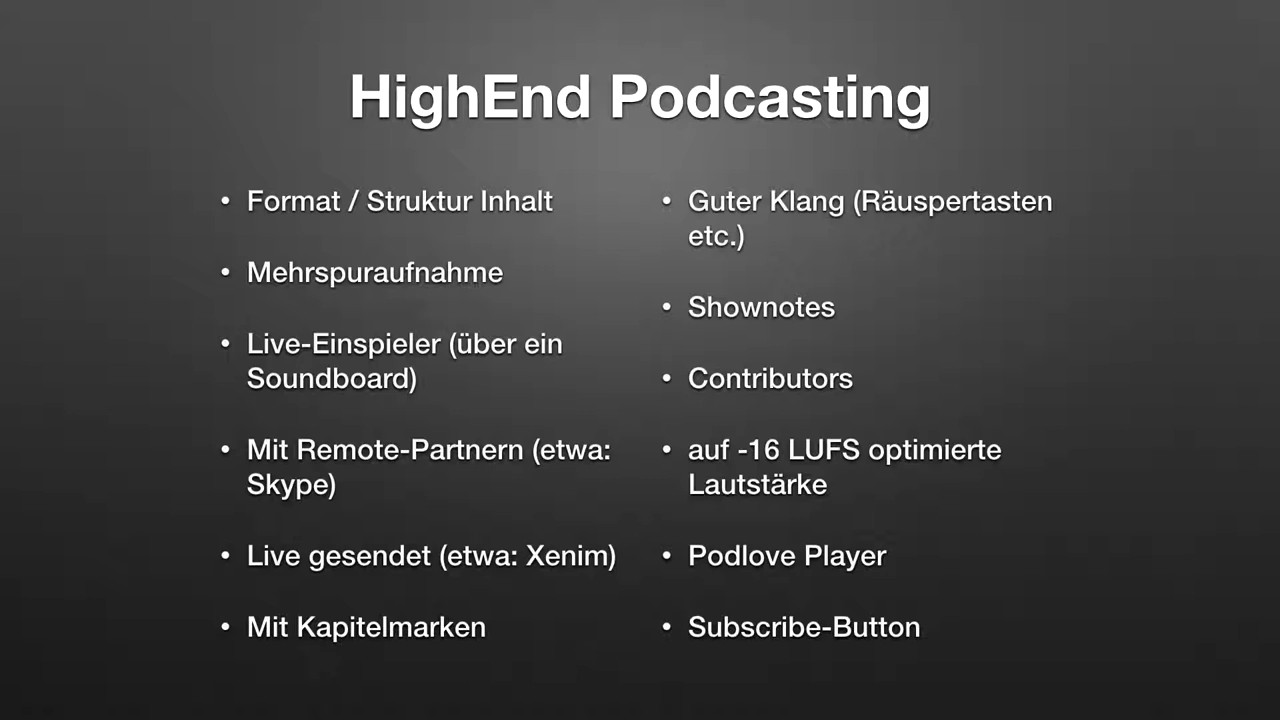 HighEnd Podcasting
• Format / Struktur Inhalt
• Mehrspuraufnahme
• Live-Einspieler (über ein
Soundboard)
• Mit Remote-Partnern (etwa:
Skype)
• Live gesendet (etwa: Xenim)
• Mit Kapitelmarken
• Guter Klang (Räuspertasten
etc.)
• Shownotes
• Contributors
• auf -16 LUFS optimierte
Lautstärke
• Podlove Player
• Subscribe-Button